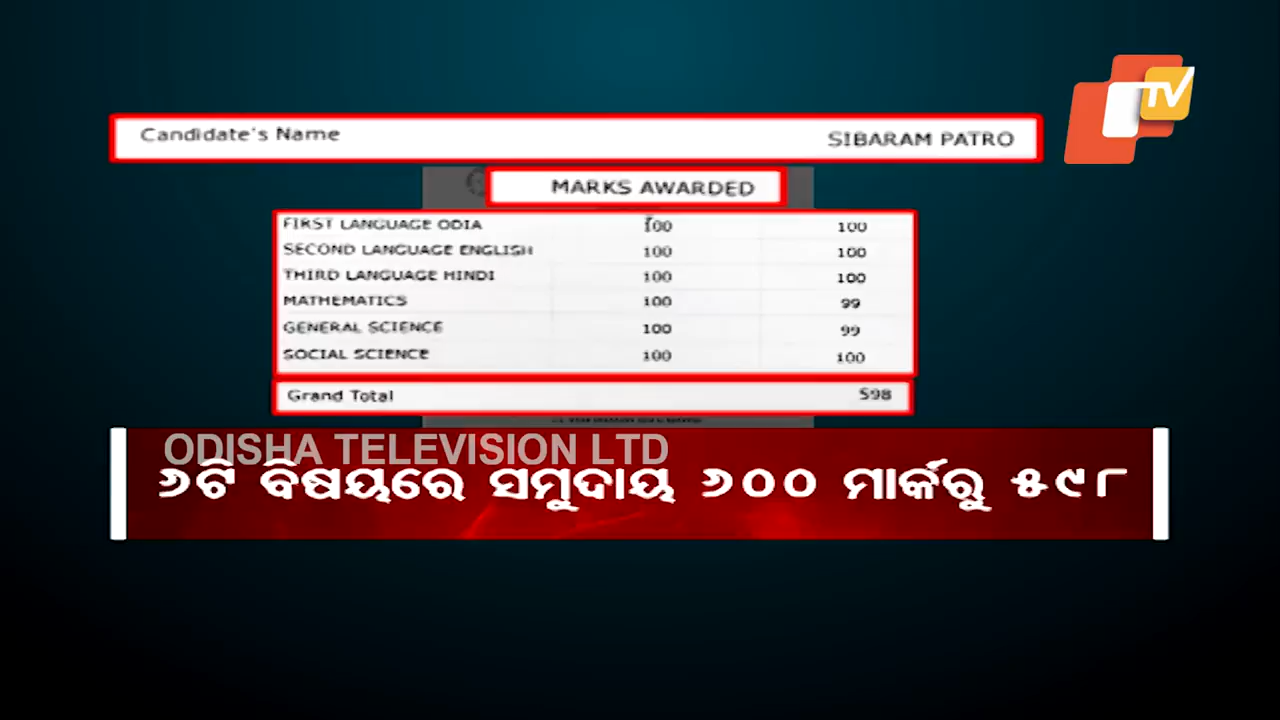 TV
Candidate's Name SIBARAM PATRO
MARKS AWARDED
FIRST LANGUAGE ODIA 100 100
SECOND LANGUAGE ENGLISH 100 100
THIRD LANGUAGE HINDI 100 100
MATHEMATICS 100 99
GENERAL SCIENCE 100 99
SOCIAL SCIENCE 100 100
Grand Total 598
ODISHA TELEVISION LTD
୬ଟି ବିଷୟରେ ସମୁଦାୟ ୬୦୦ ମାର୍କରୁ ୫୯୮